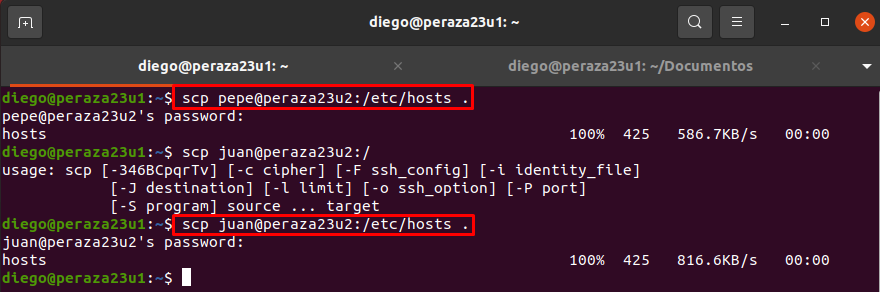 diego@peraza23u1: ~
diego@peraza23u1: ~
diego@peraza23u1: ~/Documentos
diego@peraza23u1:~$ scp pepe@peraza23u2:/etc/hosts .
pepe@peraza23u2's password:
hosts 100% 425 586.7KB/s 00:00
diego@peraza23u1:~$ scp juan@peraza23u2:/
usage: scp [-346BCpqrTv] [-c cipher] [-F ssh_config] [-i identity_file]
[-J destination] [-l limit] [-o ssh_option] [-P port]
[-S program] source ... target
diego@peraza23u1:~$ scp juan@peraza23u2:/etc/hosts .
juan@peraza23u2's password:
hosts 100% 425 816.6KB/s 00:00
diego@peraza23u1:~$